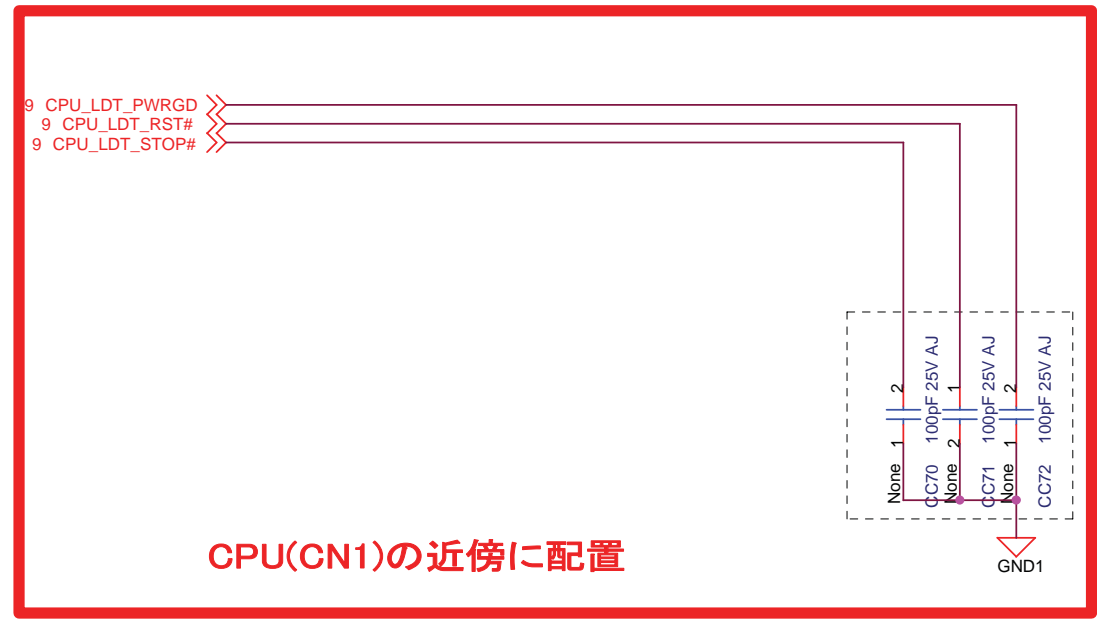 9 CPU_LDT_PWRGD
9 CPU_LDT_RST#
9 CPU_LDT_STOP#
2
1
None
CC70
100pF 25V AJ
1
2
None
CC71
100pF 25V AJ
2
1
None
CC72
100pF 25V AJ
GND1
CPU(CN1)の近傍に配置